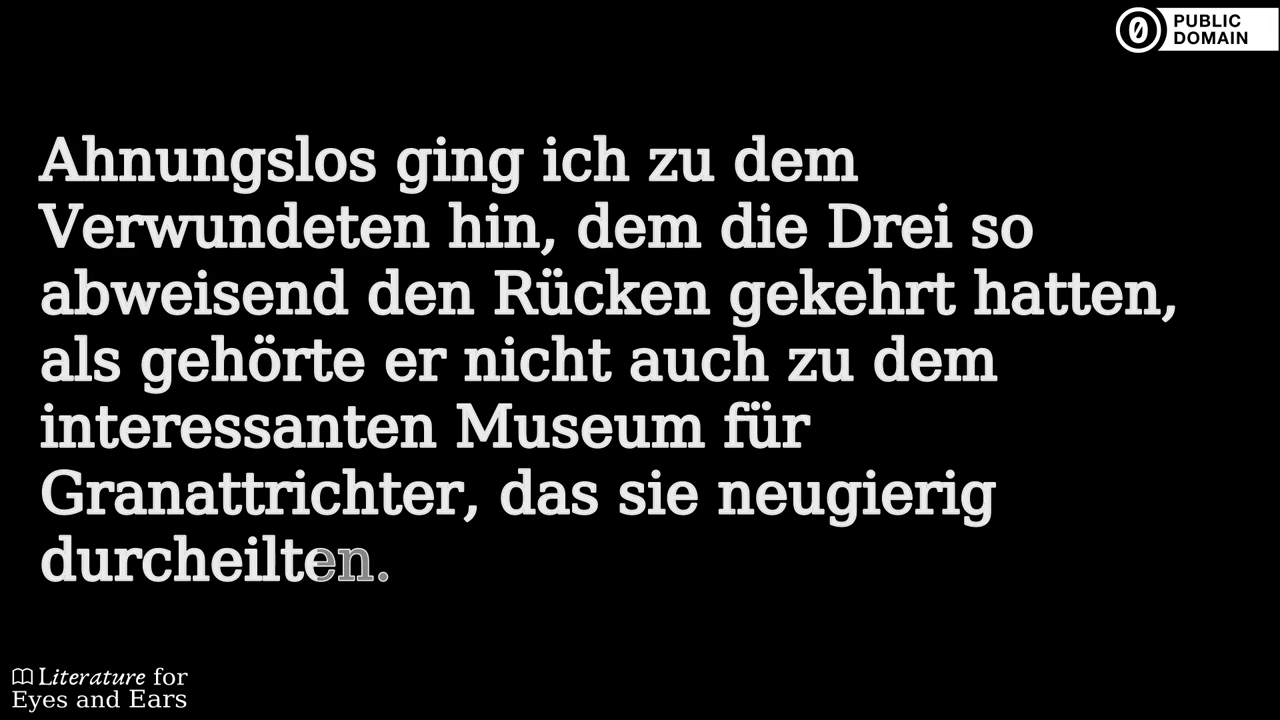 PUBLIC
DOMAIN
Ahnungslos ging ich zu dem
Verwundeten hin, dem die Drei so
abweisend den Rücken gekehrt hatten,
als gehörte er nicht auch zu dem
interessanten Museum für
Granattrichter, das sie neugierig
durcheilten.
Literature for
Eyes and Ears